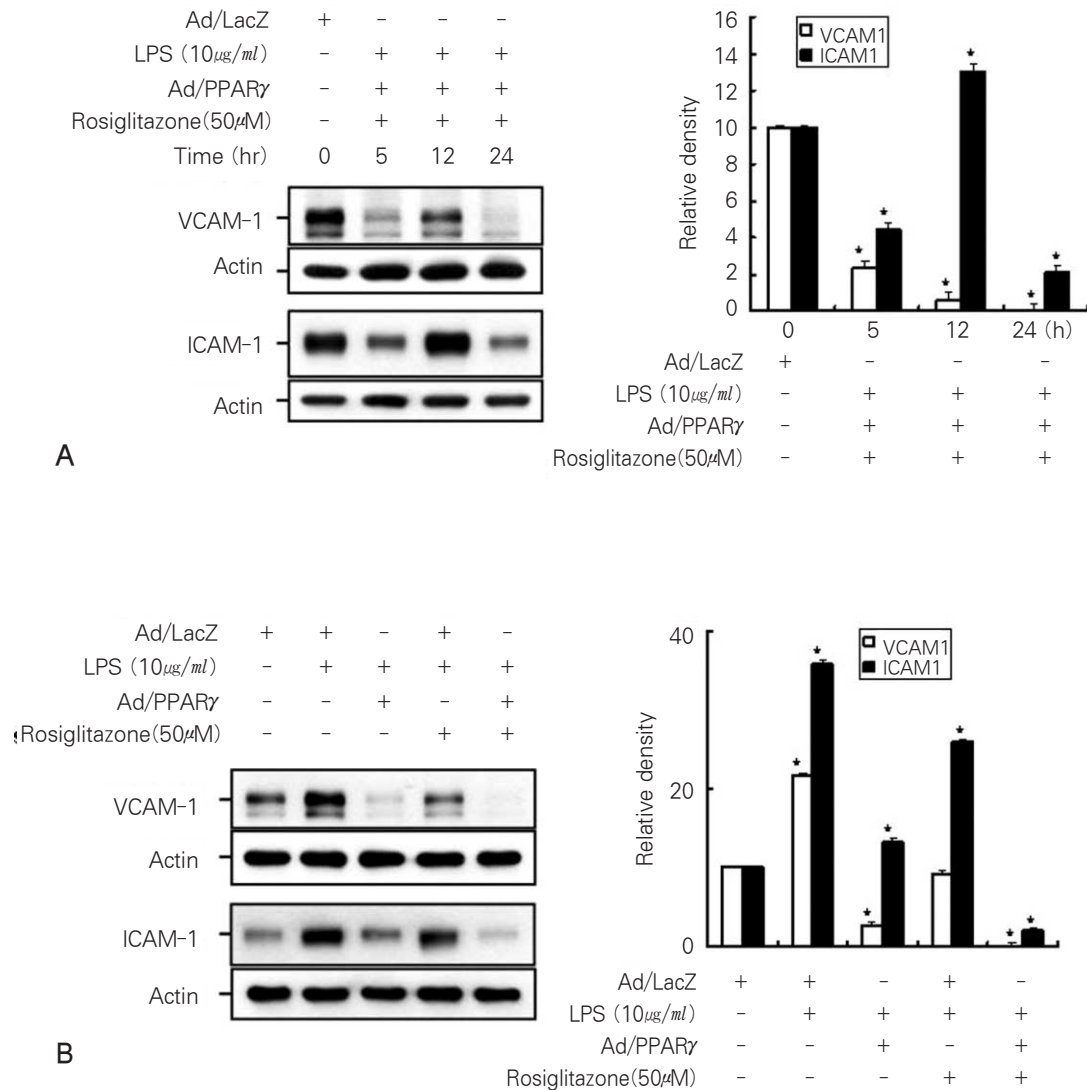 Ad/LacZ + – – –
LPS (10㎍/㎖) – + + +
Ad/PPARγ – + + +
Rosiglitazone(50μM) – + + +
Time (hr) 0 5 12 24
VCAM-1
Actin
ICAM-1
Actin
A
16
14
12
10
8
6
4
2
0
Relative density
VCAM1
ICAM1
* * * * * *
0 5 12 24 (h)
Ad/LacZ + – – –
LPS (10㎍/㎖) – + + +
Ad/PPARγ – + + +
Rosiglitazone(50μM) – + + +
Ad/LacZ + + – + –
LPS (10㎍/㎖) – + + + +
Ad/PPARγ – – + – +
Rosiglitazone(50μM) – – – + +
VCAM-1
Actin
ICAM-1
Actin
B
40
20
0
Relative density
VCAM1
ICAM1
* * * * * * *
Ad/LacZ + + – + –
LPS (10㎍/㎖) – + + + +
Ad/PPARγ – – + – +
Rosiglitazone(50μM) – – – + +